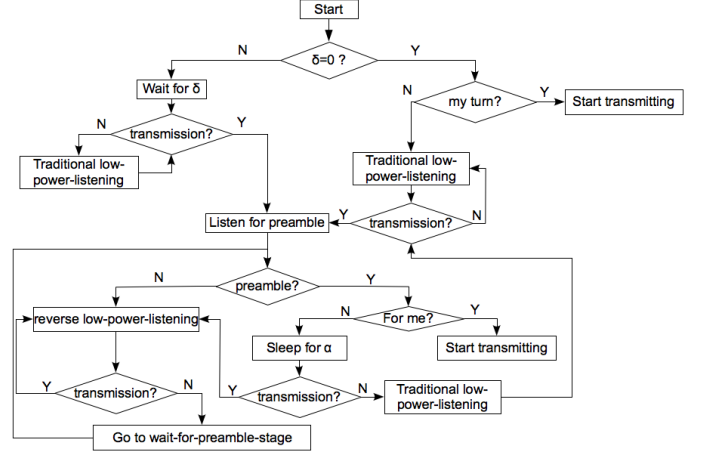 Start
N
δ=0 ?
Y
Wait for δ
N
my turn?
Y
Start transmitting
N
transmission?
Y
Traditional low-
power-listening
Traditional low-
power-listening
Listen for preamble
Y
transmission?
N
N
preamble?
Y
reverse low-power-listening
N
For me?
Y
Sleep for α
Start transmitting
Y
transmission?
N
Y
transmission?
N
Traditional low-
power-listening
Go to wait-for-preamble-stage